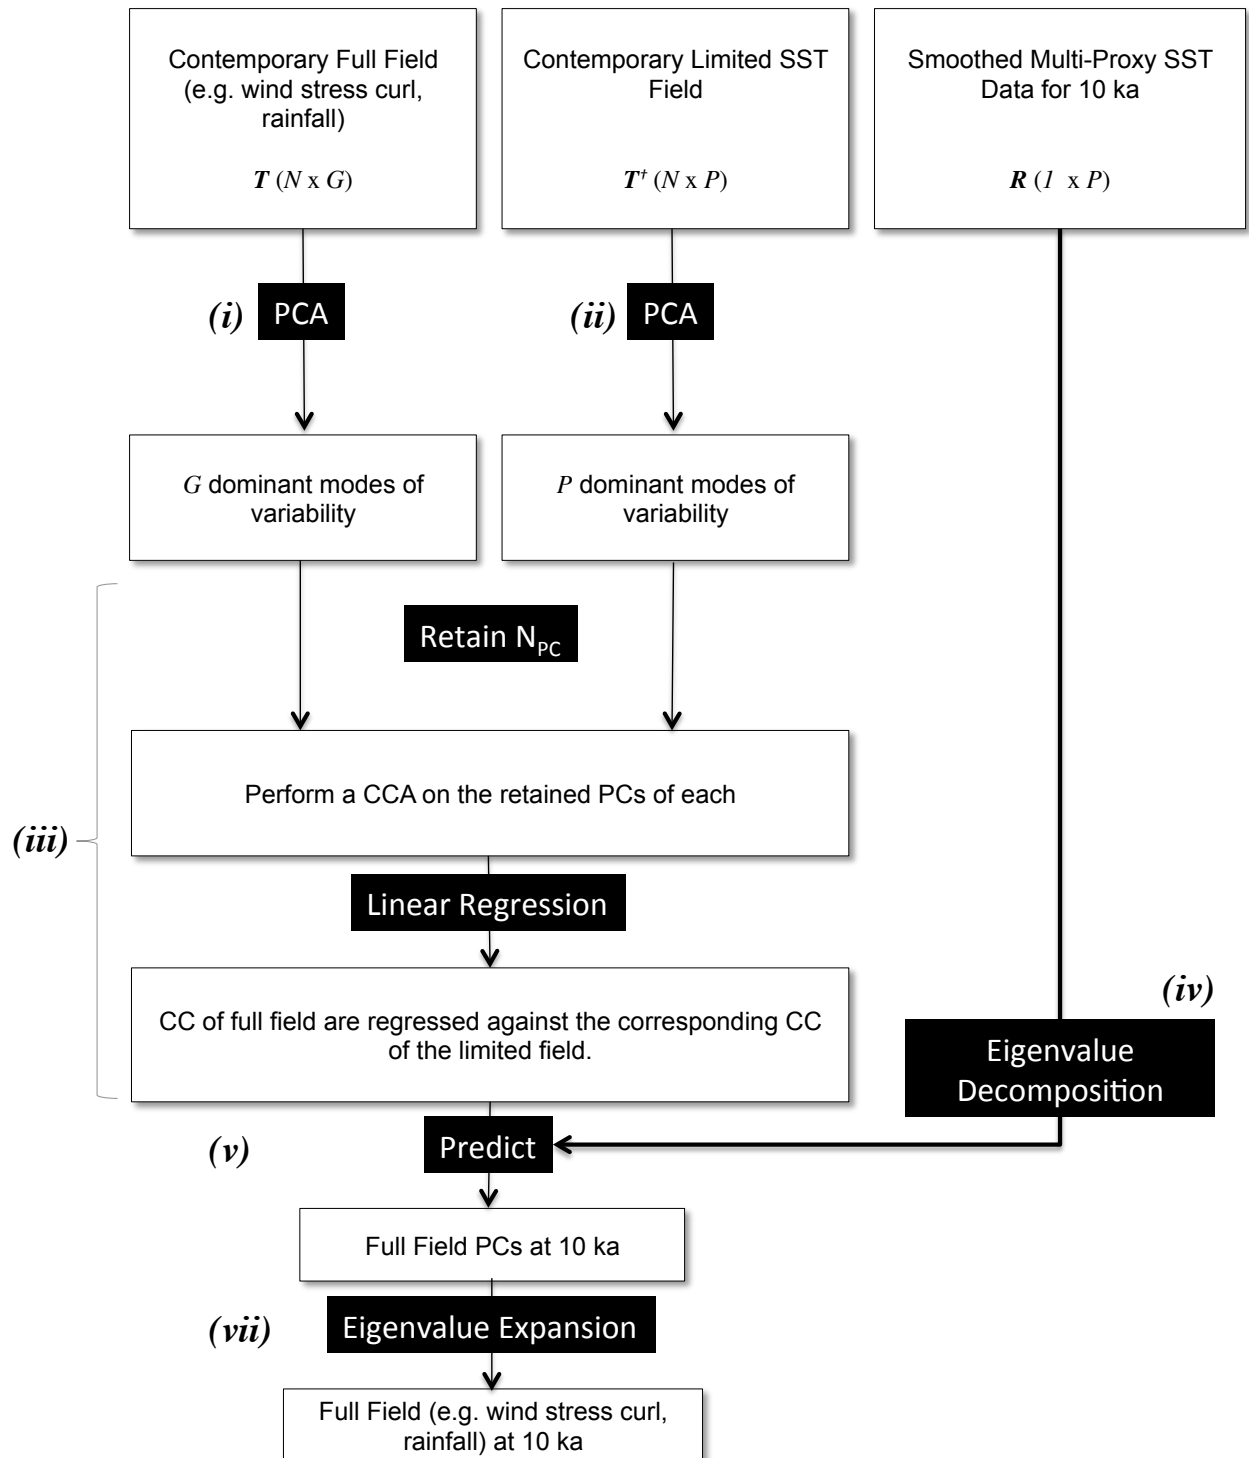 Contemporary Full Field
(e.g. wind stress curl,
rainfall)
T (N x G)
Contemporary Limited SST
Field
T† (N x P)
Smoothed Multi-Proxy SST
Data for 10 ka
R (1 x P)
(i)
PCA
(ii)
PCA
G dominant modes of
variability
P dominant modes of
variability
Retain NPC
Perform a CCA on the retained PCs of each
(iii)
Linear Regression
CC of full field are regressed against the corresponding CC
of the limited field.
(iv)
Eigenvalue
Decomposition
(v)
Predict
Full Field PCs at 10 ka
(vii)
Eigenvalue Expansion
Full Field (e.g. wind stress curl,
rainfall) at 10 ka